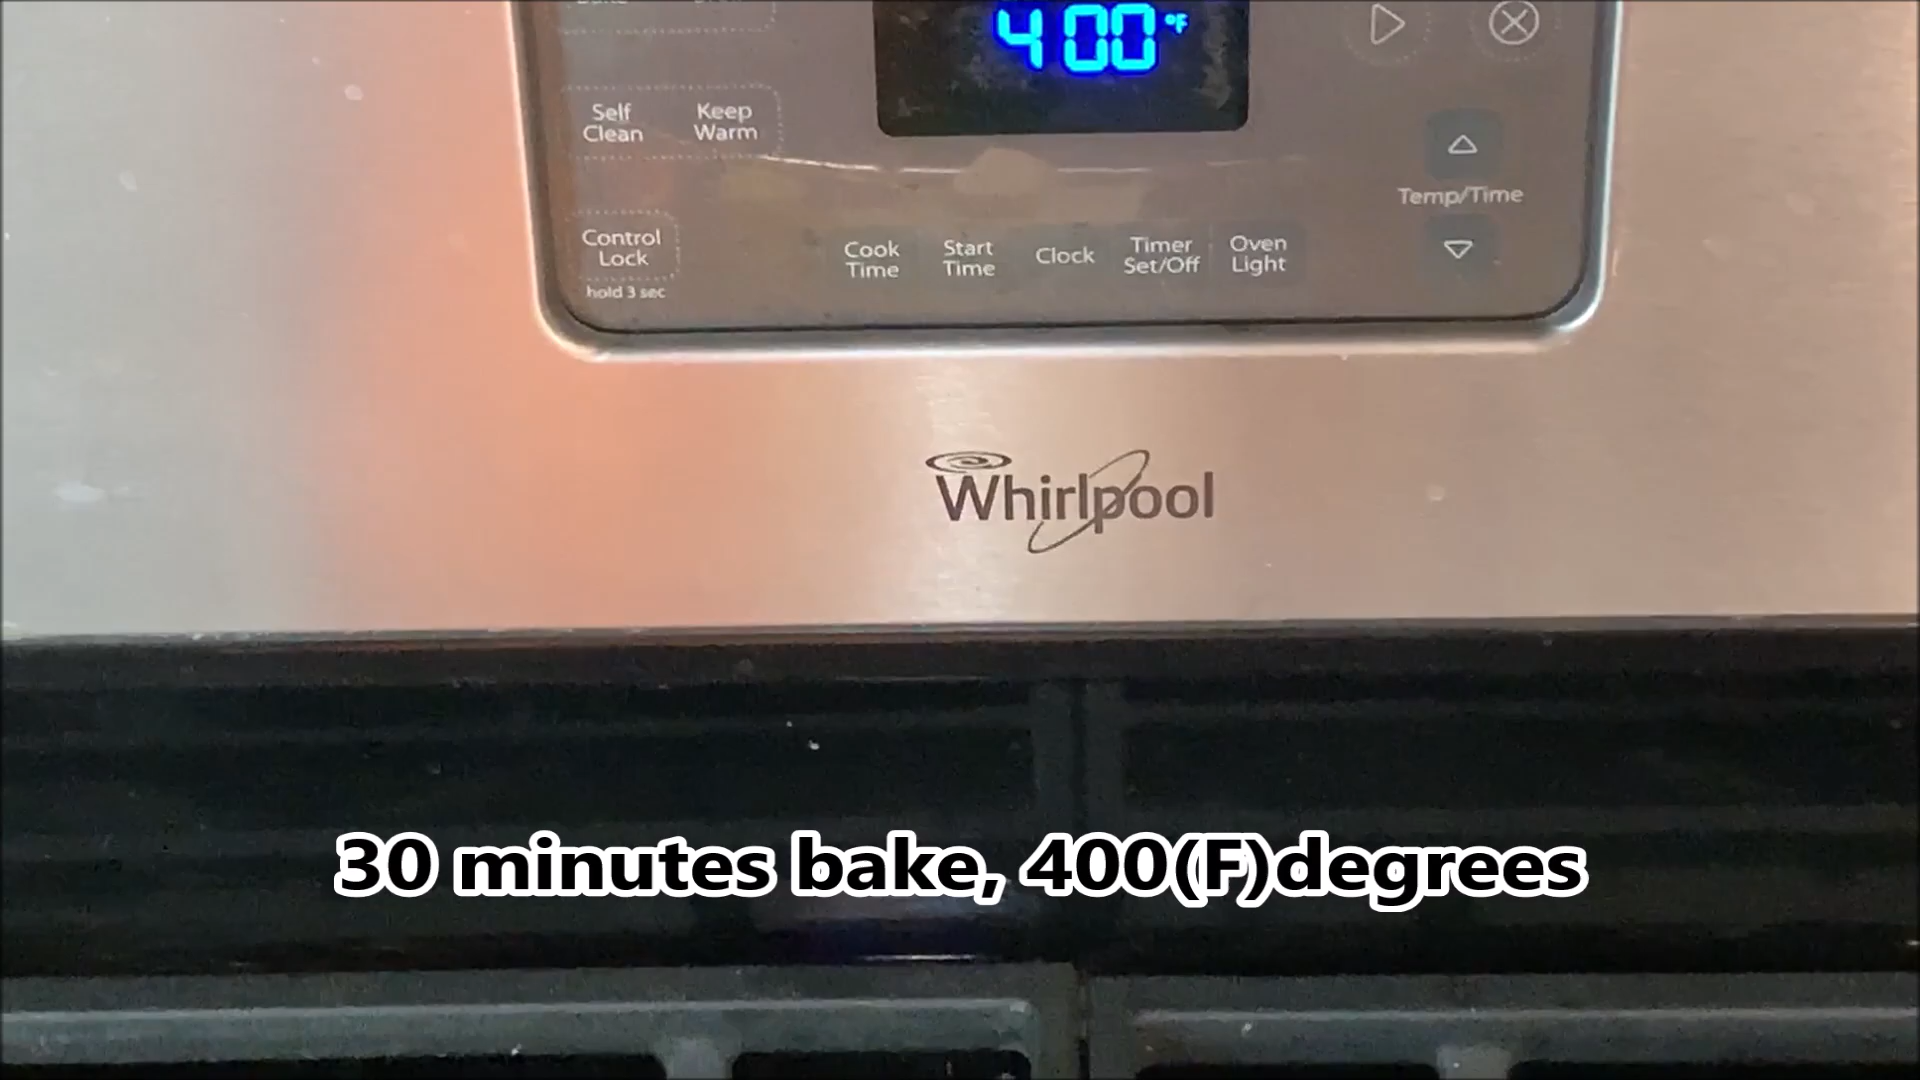 400°F
Self Clean
Keep Warm
Control Lock
hold 3 sec
Cook Time
Start Time
Clock
Timer Set/Off
Oven Light
Temp/Time
Whirlpool
30 minutes bake, 400(F)degrees